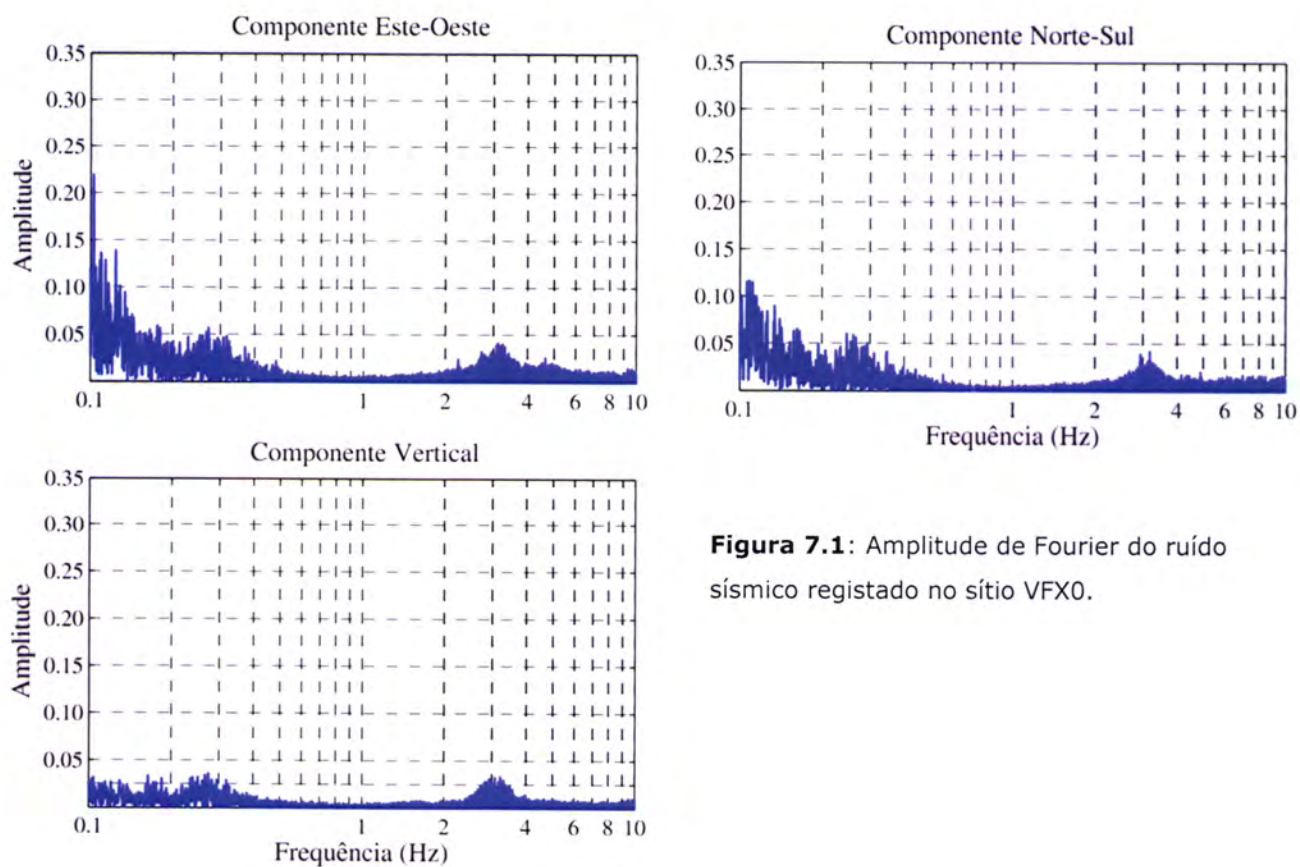 Componente Este-Oeste
0.35
0.30
0.25
0.20
0.15
0.10
0.05
Amplitude
0.1 1 2 4 6 8 10
Componente Norte-Sul
0.35
0.30
0.25
0.20
0.15
0.10
0.05
0.1 1 2 4 6 8 10
Frequência (Hz)
Componente Vertical
0.35
0.30
0.25
0.20
0.15
0.10
0.05
Amplitude
0.1 1 2 4 6 8 10
Frequência (Hz)
Figura 7.1: Amplitude de Fourier do ruído
sísmico registado no sítio VFX0.